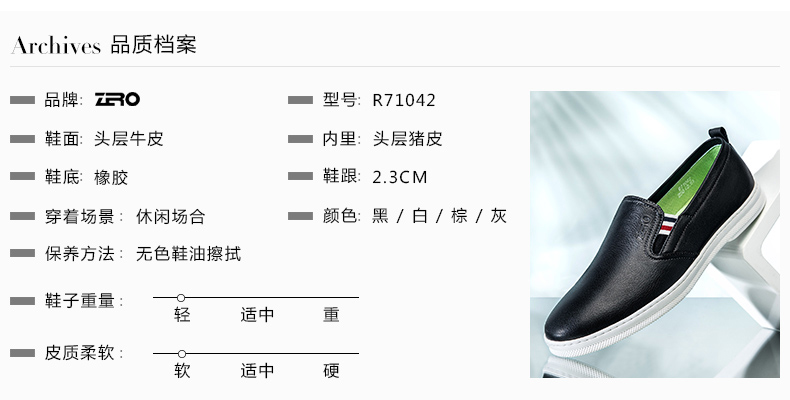 Archives 品质档案
品牌: ZERO 型号: R71042
鞋面: 头层牛皮 内里: 头层猪皮
鞋底: 橡胶 鞋跟: 2.3CM
穿着场景: 休闲场合 颜色: 黑 / 白 / 棕 / 灰
保养方法: 无色鞋油擦拭
鞋子重量:
轻 适中 重
皮质柔软:
软 适中 硬